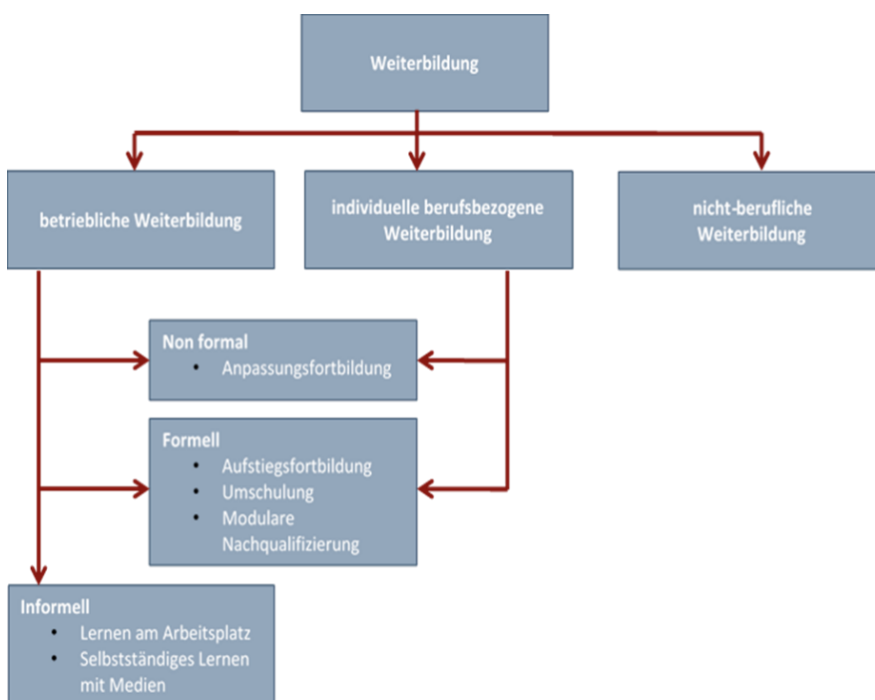 Weiterbildung
betriebliche Weiterbildung
individuelle berufsbezogene
Weiterbildung
nicht-berufliche
Weiterbildung
Non formal
• Anpassungsfortbildung
Formell
• Aufstiegsfortbildung
• Umschulung
• Modulare
Nachqualifizierung
Informell
• Lernen am Arbeitsplatz
• Selbstständiges Lernen
mit Medien